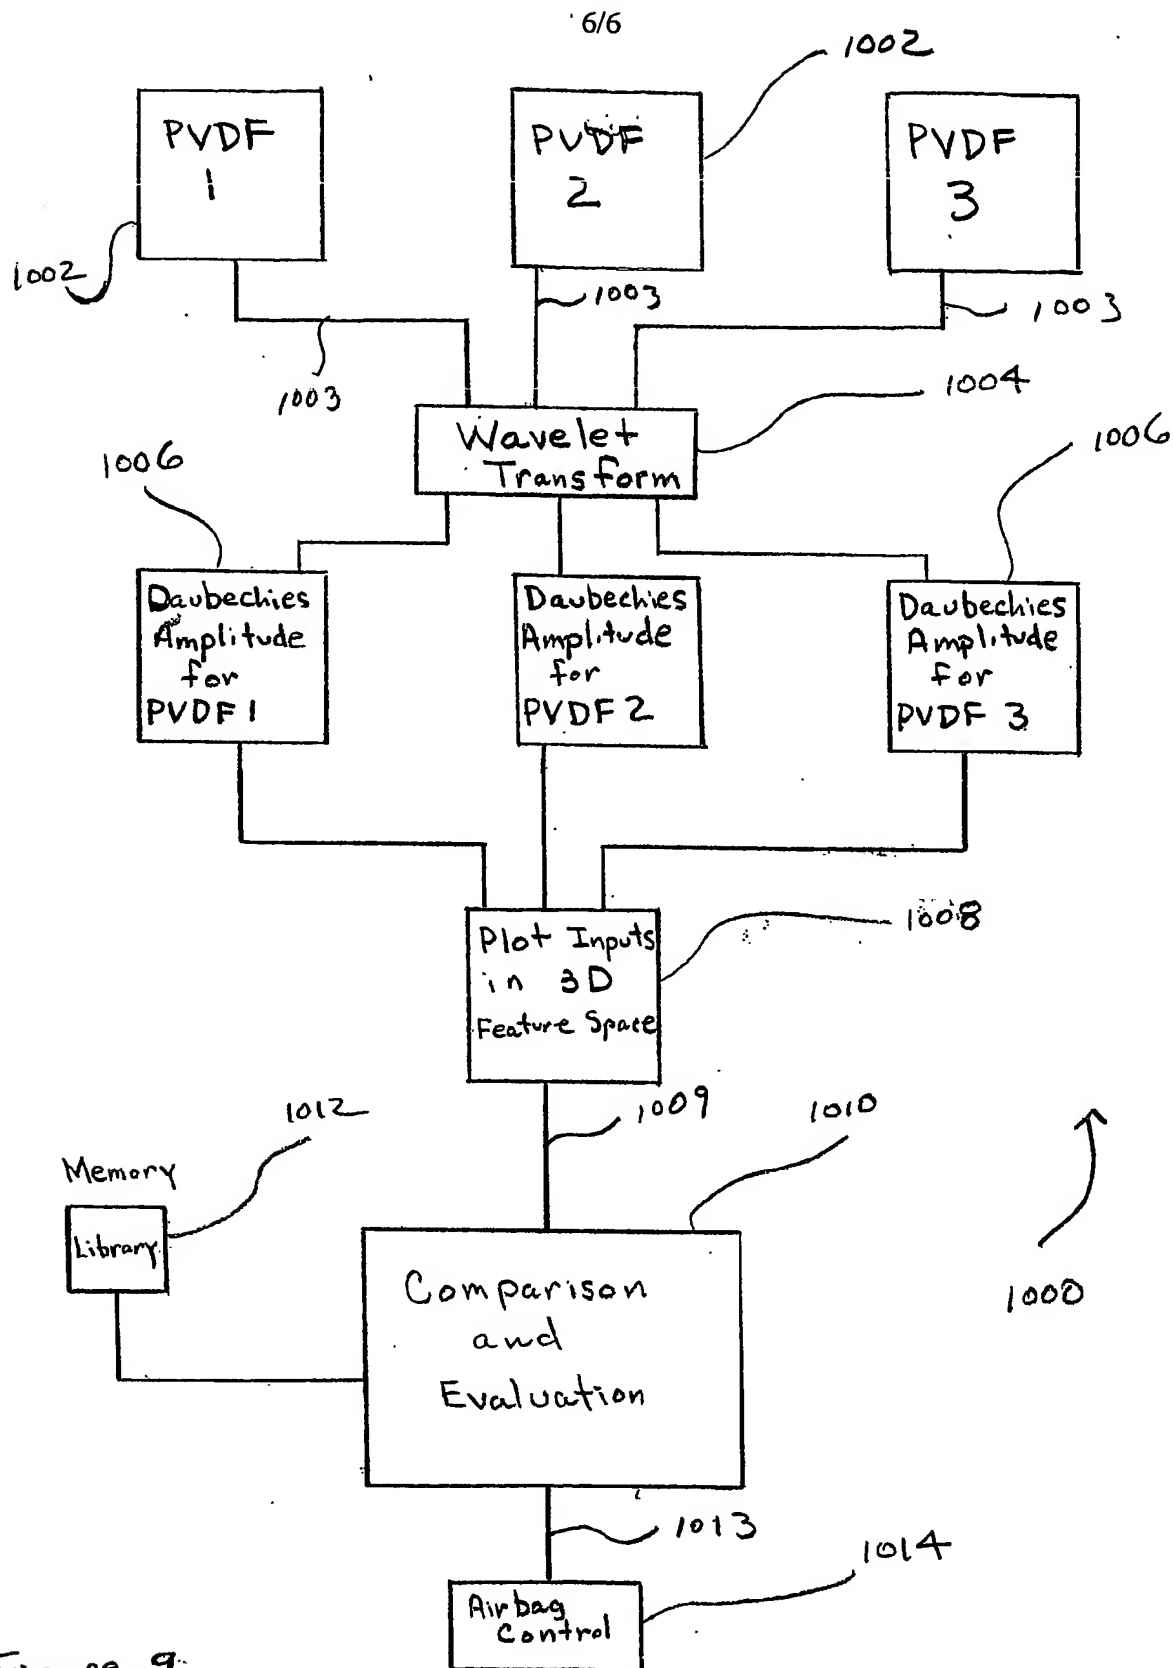 6/6
1002
PVDF
1
PVDF
2
PVDF
3
1002
1003
1003
1003
1004
Wavelet
Transform
1006
1006
Daubechies
Amplitude
for
PVDF 1
Daubechies
Amplitude
for
PVDF 2
Daubechies
Amplitude
for
PVDF 3
1008
Plot Inputs
in 3D
Feature Space
1009
1010
1012
Memory
Library
Comparison
and
Evaluation
1000
1013
1014
Airbag
Control
Figure 9